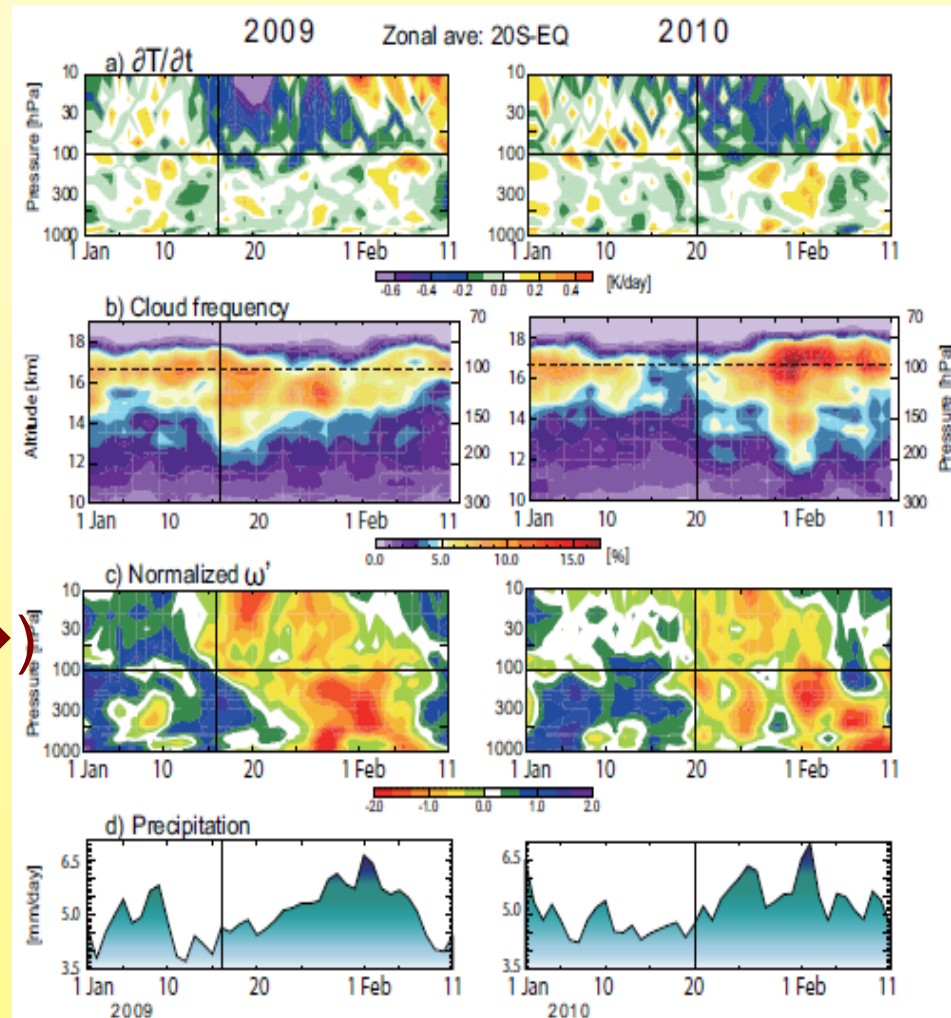 2009 Zonal ave: 20S-EQ 2010
a) ∂T/∂t
Pressure [hPa]
10
30
100
300
1000
1 Jan 10 20 1 Feb 11
1 Jan 10 20 1 Feb 11
-0.6 -0.4 -0.2 0.0 0.2 0.4 [K/day]
b) Cloud frequency
Altitude [km]
18
16
14
12
10
70
100
150
200
300
1 Jan 10 20 1 Feb 11
18
16
14
12
10
70
100
150
200
300
Pressure [hPa]
1 Jan 10 20 1 Feb 11
0.0 5.0 10.0 15.0 [%]
c) Normalized ω'
)
Pressure [hPa]
10
30
100
300
1000
1 Jan 10 20 1 Feb 11
10
30
100
300
1000
1 Jan 10 20 1 Feb 11
-2.0 -1.0 0.0 1.0 2.0
d) Precipitation
[mm/day]
6.5
5.0
3.5
1 Jan 10 20 1 Feb 11
2009
6.5
5.0
3.5
1 Jan 10 20 1 Feb 11
2010